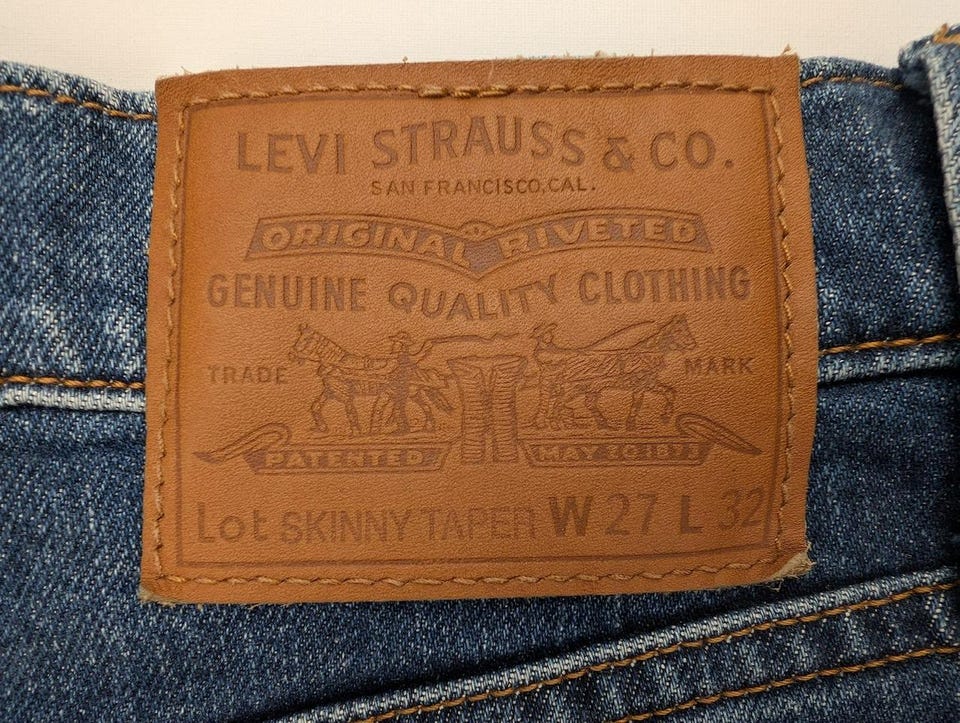 LEVI STRAUSS & CO.
SAN FRANCISCO, CAL.
ORIGINAL RIVETED
GENUINE QUALITY CLOTHING
TRADE MARK
PATENTED MAY 20 1873
Lot SKINNY TAPER W 27 L 32